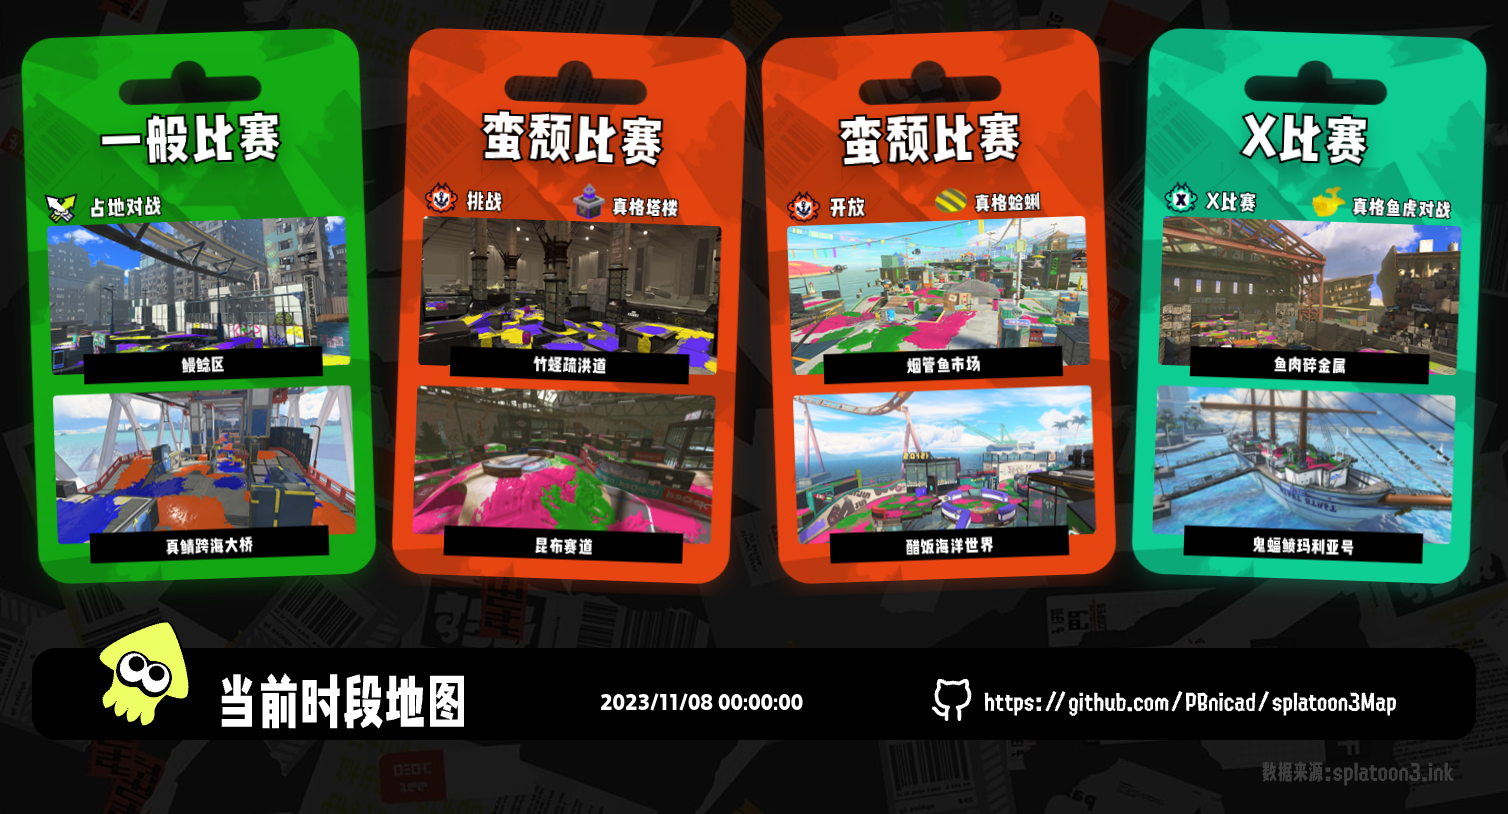 一般比赛
占地对战
鳗鲶区
真鲭跨海大桥
蛮颓比赛
挑战
真格塔楼
竹蛏疏洪道
昆布赛道
蛮颓比赛
开放
真格蛤蜊
烟管鱼市场
醋饭海洋世界
X比赛
X比赛
真格鱼虎对战
鱼肉碎金属
鬼蝠鲼玛利亚号
当前时段地图
2023/11/08 00:00:00
https://github.com/PBnicad/splatoon3Map
数据来源:splatoon3.ink